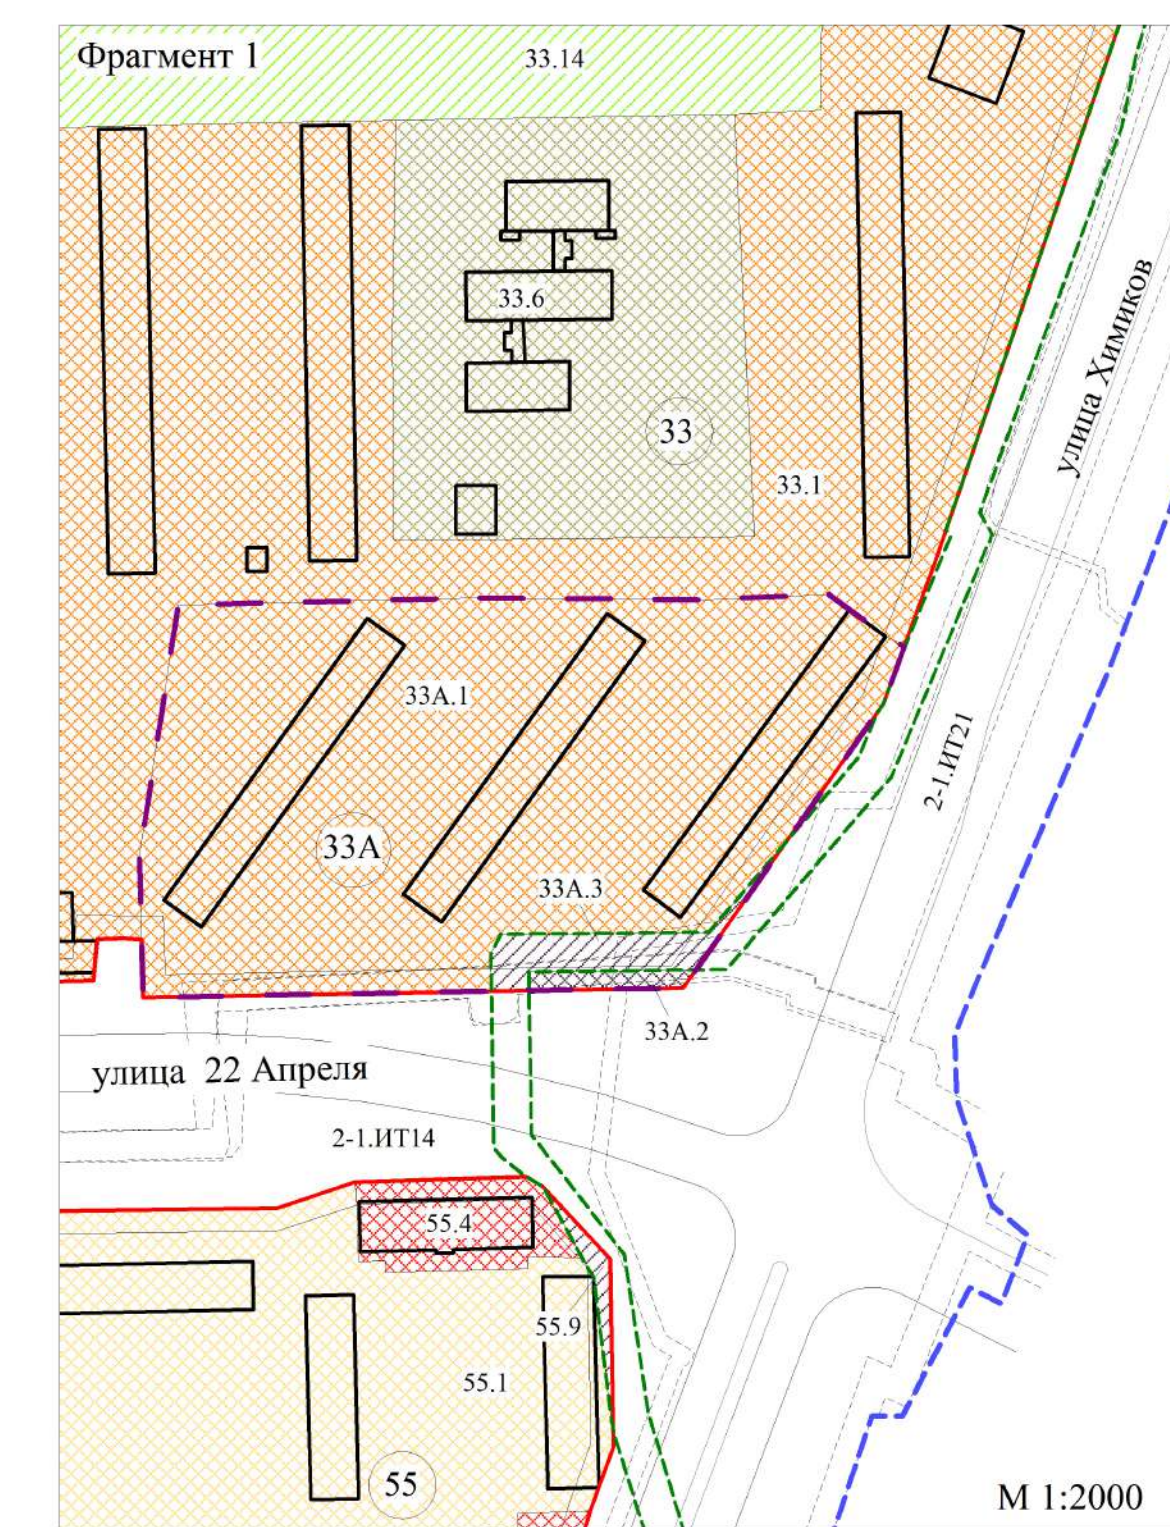 Фрагмент 1
33.14
33.6
улица Химиков
33
33.1
33А.1
2-1.ИТ21
33А
33А.3
33А.2
улица 22 Апреля
2-1.ИТ14
55.4
55.9
55.1
55
М 1:2000